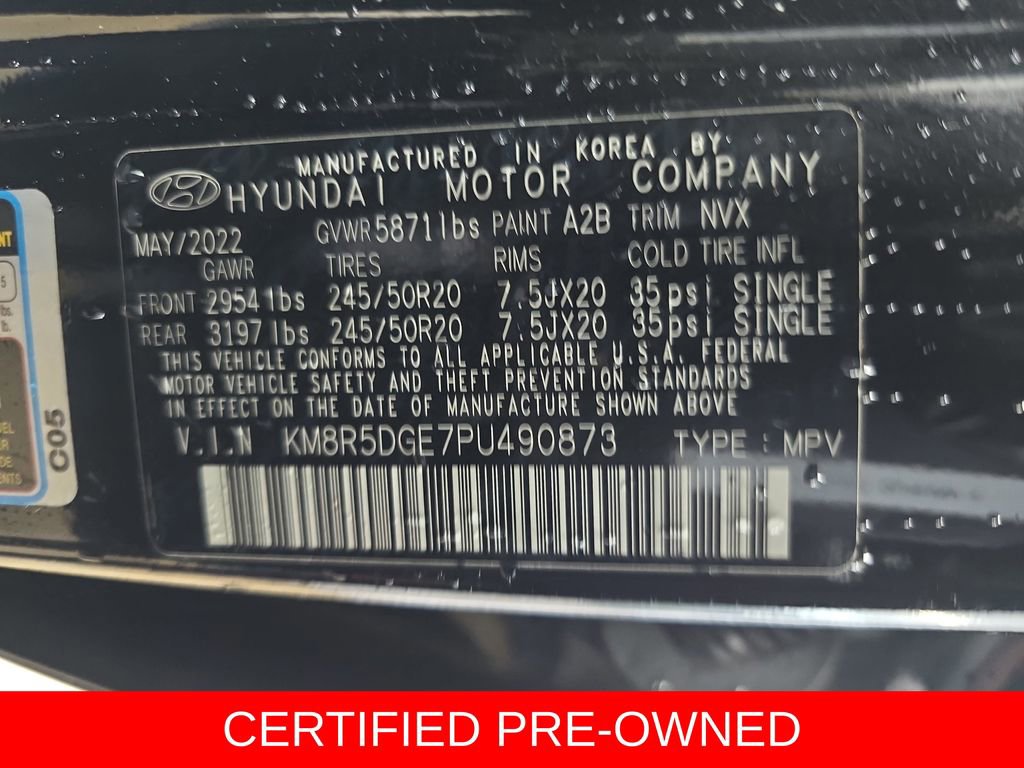 MANUFACTURED IN KOREA BY
HYUNDAI MOTOR COMPANY
MAY/2022 GVWR 5871lbs PAINT A2B TRIM NVX
GAWR TIRES RIMS COLD TIRE INFL
FRONT 2954lbs 245/50R20 7.5JX20 35psi SINGLE
REAR 3197lbs 245/50R20 7.5JX20 35psi SINGLE
THIS VEHICLE CONFORMS TO ALL APPLICABLE U.S.A. FEDERAL
MOTOR VEHICLE SAFETY AND THEFT PREVENTION STANDARDS
IN EFFECT ON THE DATE OF MANUFACTURE SHOWN ABOVE
V.I.N KM8R5DGE7PU490873 TYPE : MPV
C05
CERTIFIED PRE-OWNED